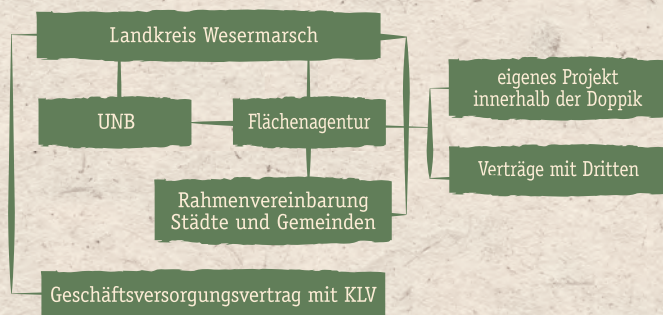 Landkreis Wesermarsch
UNB
Flächenagentur
Rahmenvereinbarung
Städte und Gemeinden
Geschäftsversorgungsvertrag mit KLV
eigenes Projekt
innerhalb der Doppik
Verträge mit Dritten